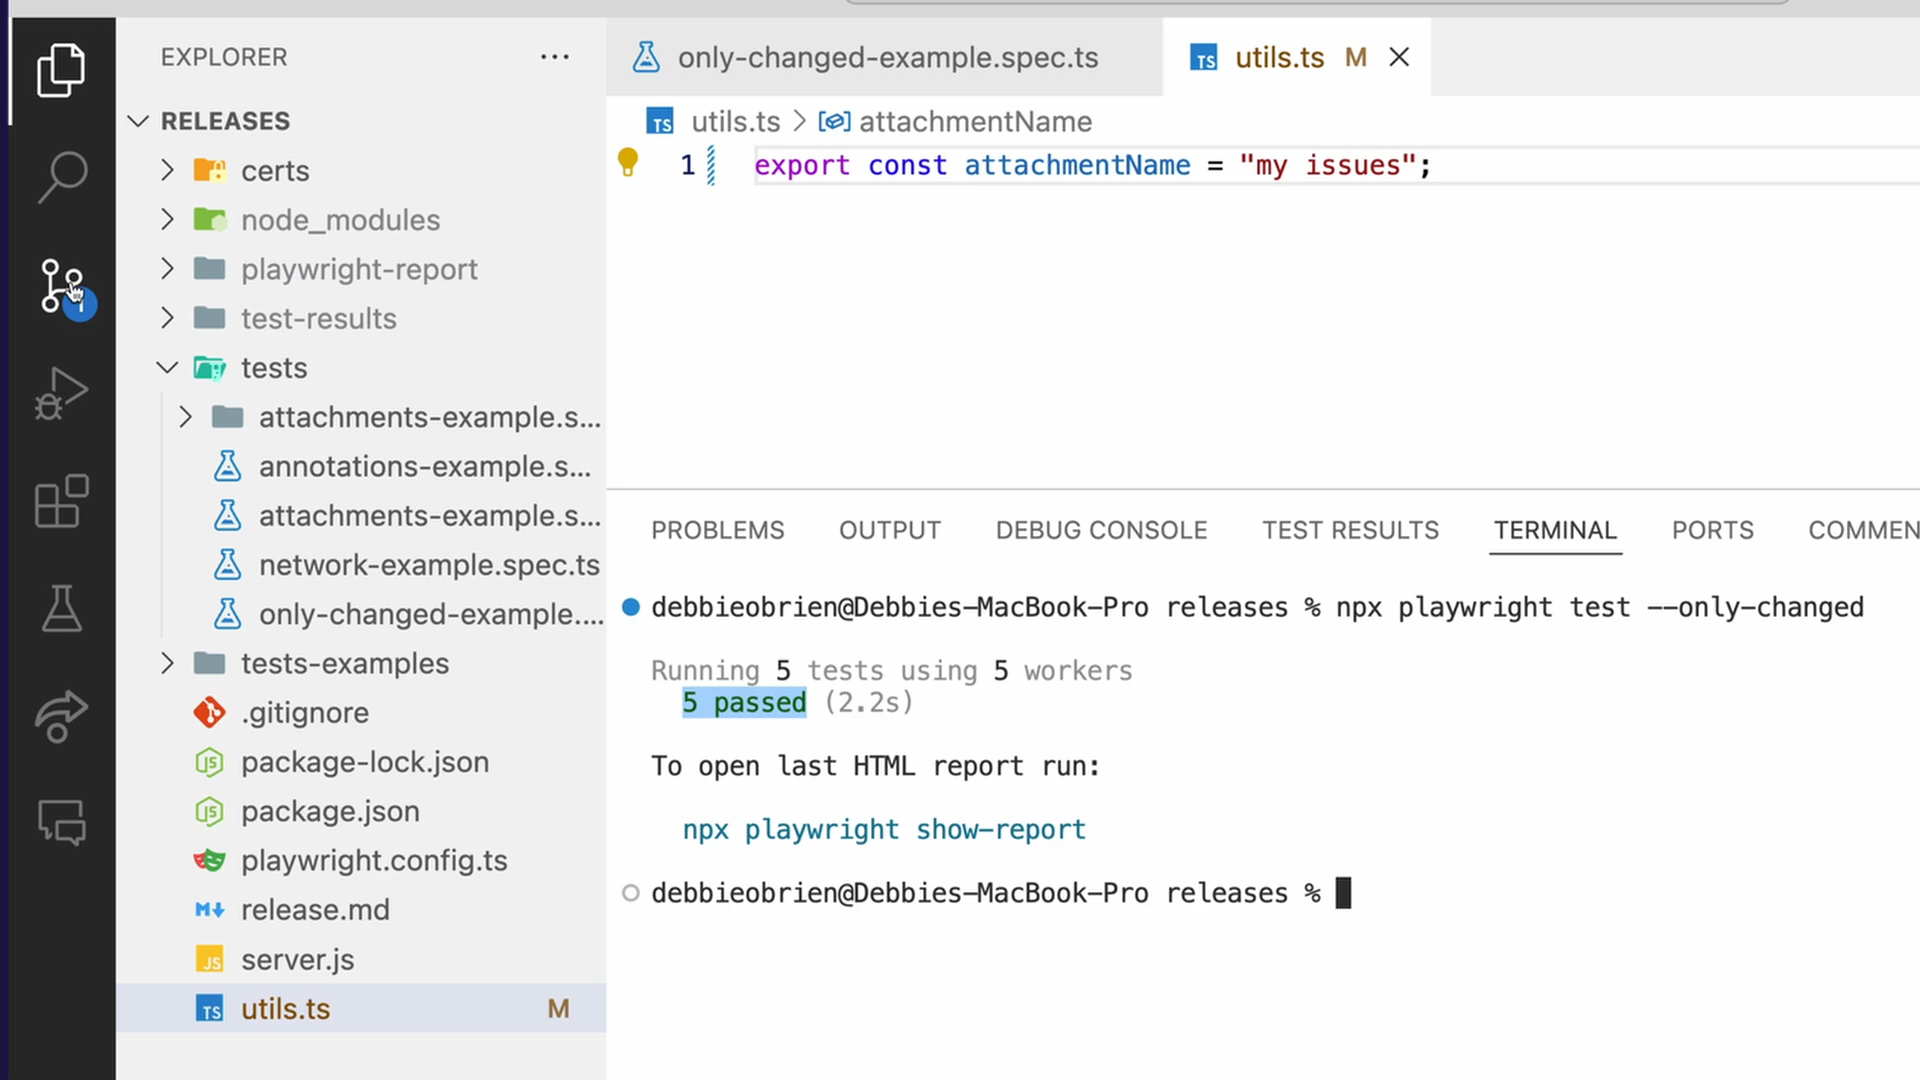 EXPLORER
RELEASES
certs
node_modules
playwright-report
test-results
tests
attachments-example.s...
annotations-example.s...
attachments-example.s...
network-example.spec.ts
only-changed-example....
tests-examples
.gitignore
package-lock.json
package.json
playwright.config.ts
release.md
server.js
utils.ts M
only-changed-example.spec.ts
TS utils.ts M
TS utils.ts > attachmentName
1 export const attachmentName = "my issues";
PROBLEMS OUTPUT DEBUG CONSOLE TEST RESULTS TERMINAL PORTS COMMEN
debbieobrien@Debbies-MacBook-Pro releases % npx playwright test --only-changed
Running 5 tests using 5 workers
5 passed (2.2s)
To open last HTML report run:
npx playwright show-report
debbieobrien@Debbies-MacBook-Pro releases %